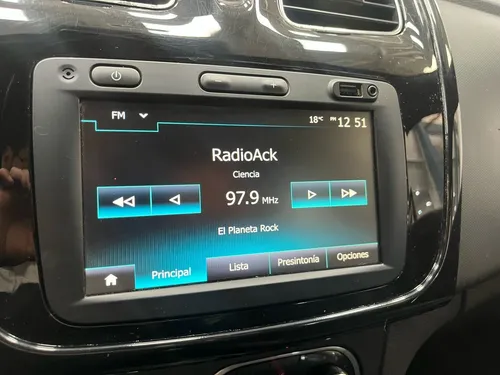 FM
18°C PM 12 51
RadioAck
Ciencia
97.9 MHz
El Planeta Rock
Principal
Lista
Presintonía
Opciones